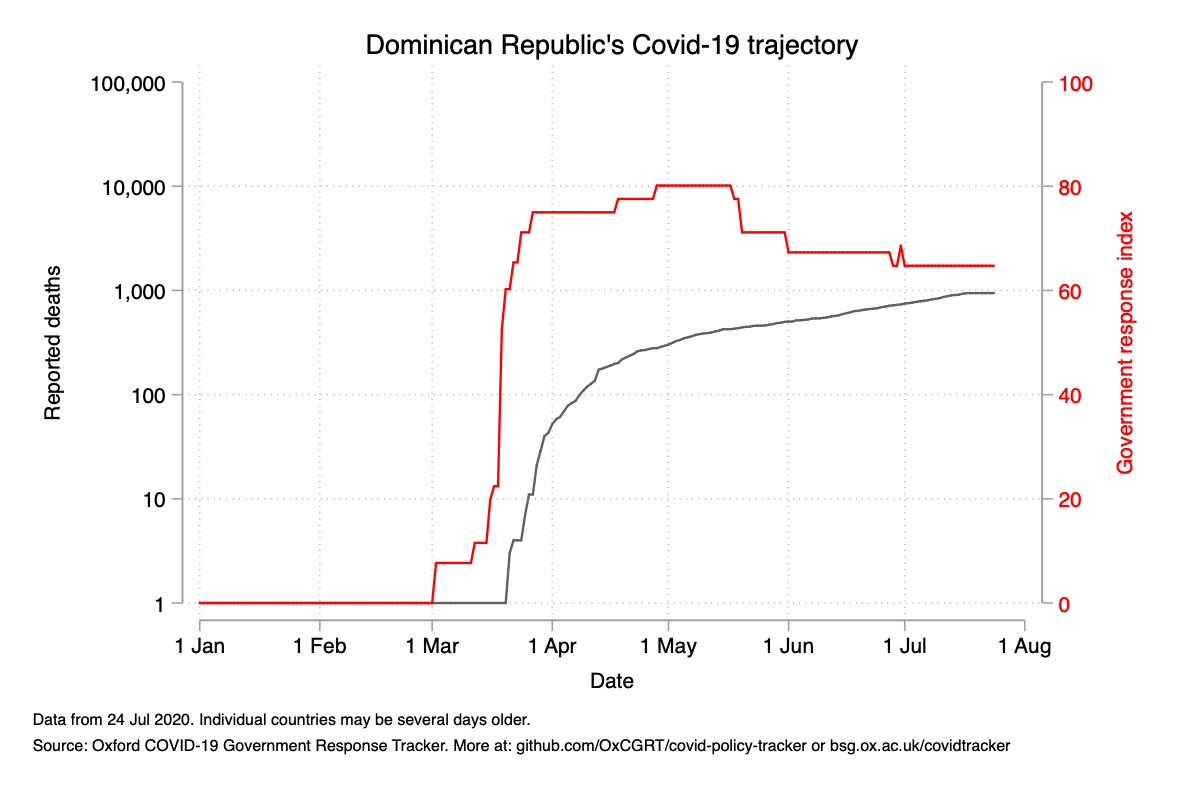 Dominican Republic's Covid-19 trajectory
100,000
10,000
1,000
100
10
1
Reported deaths
100
80
60
40
20
0
Government response index
1 Jan 1 Feb 1 Mar 1 Apr 1 May 1 Jun 1 Jul 1 Aug
Date
Data from 24 Jul 2020. Individual countries may be several days older.
Source: Oxford COVID-19 Government Response Tracker. More at: github.com/OxCGRT/covid-policy-tracker or bsg.ox.ac.uk/covidtracker